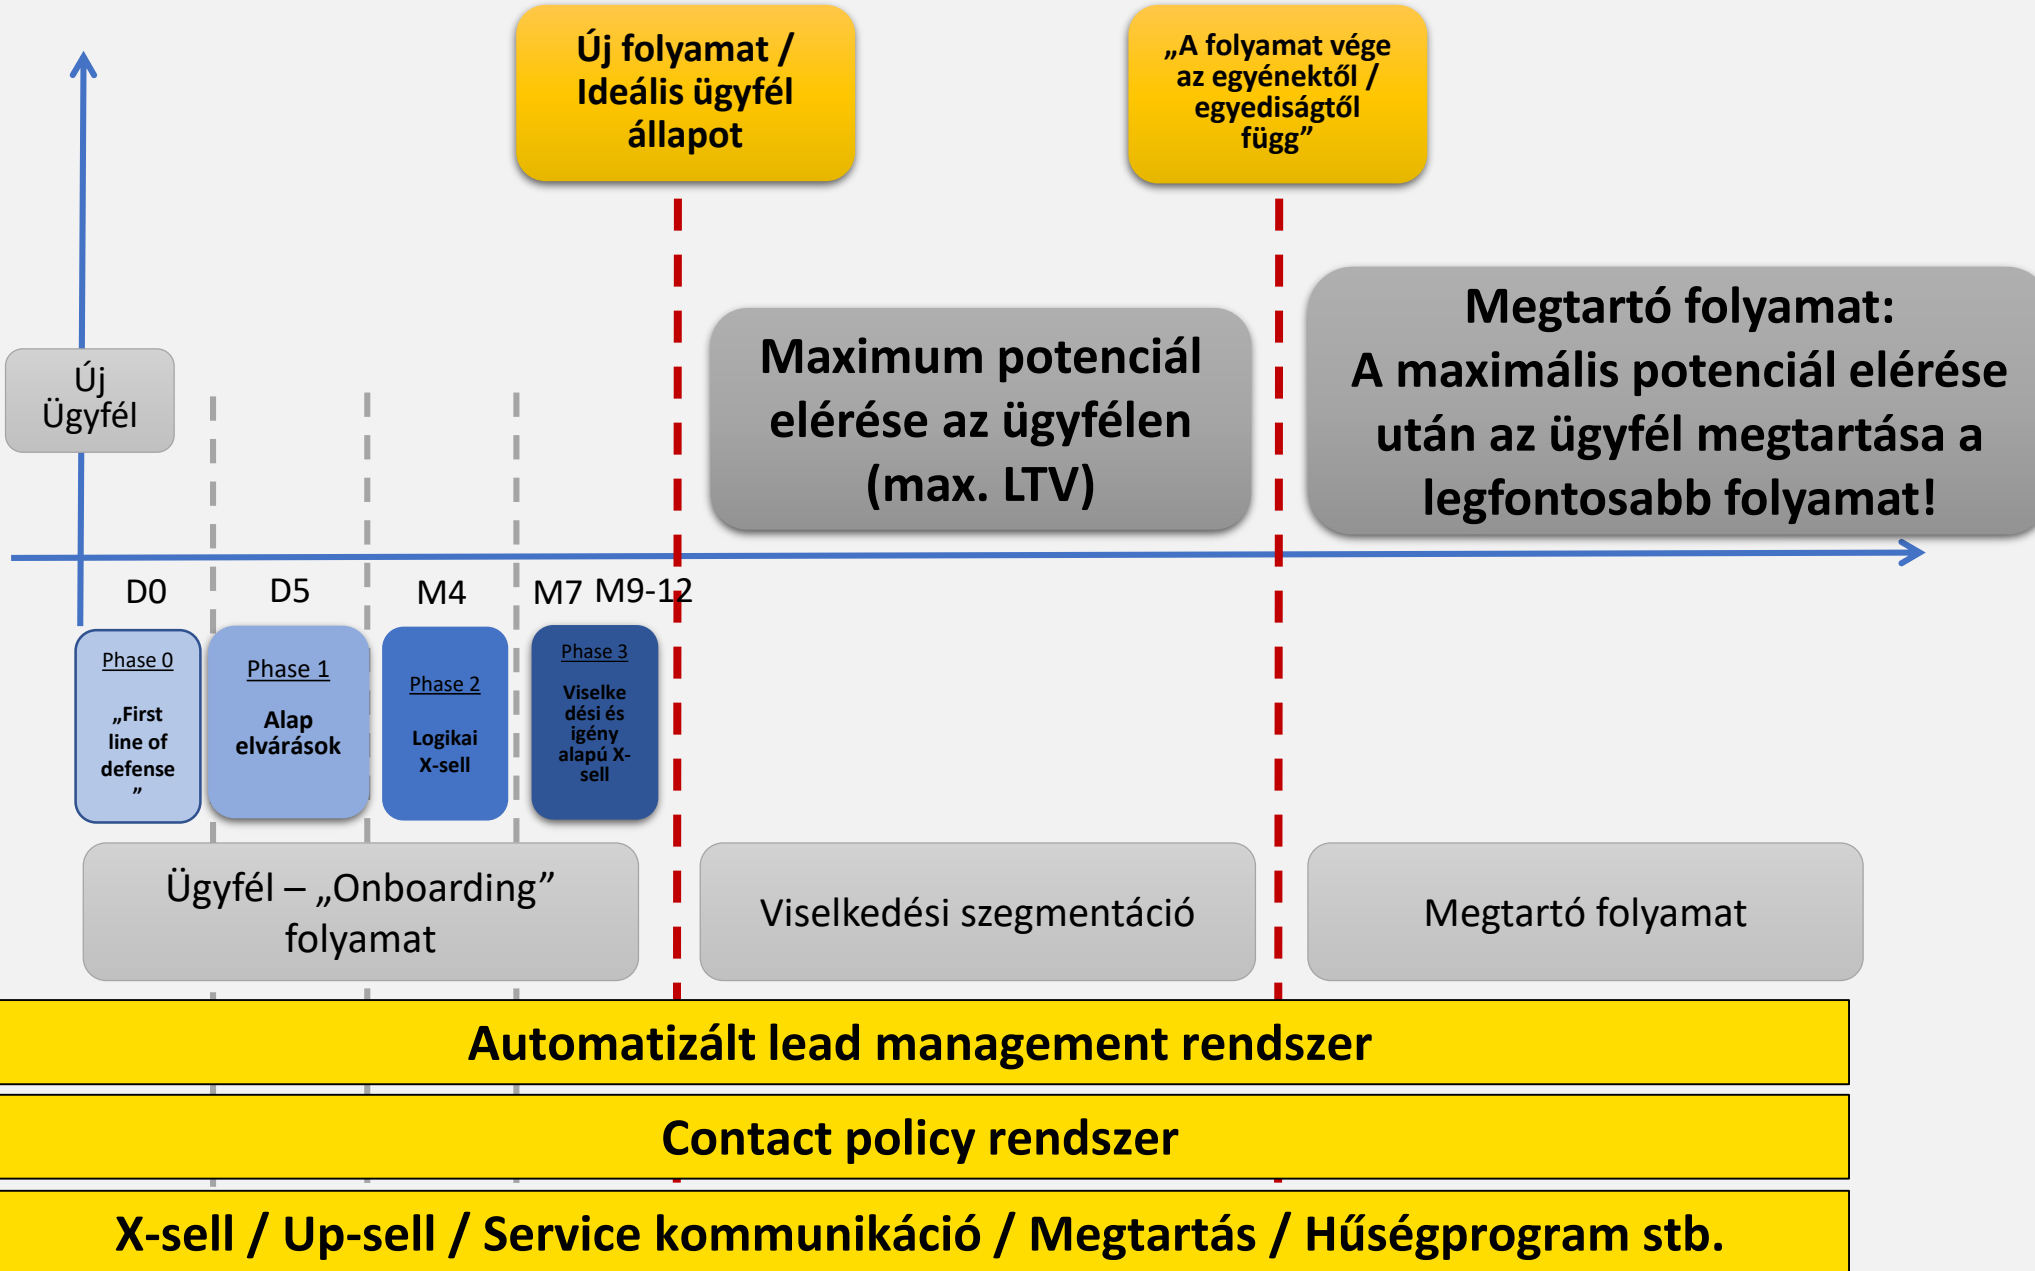 Új folyamat /
Ideális ügyfél
állapot
„A folyamat vége
az egyénektől /
egyediságtől
függ”
Új
Ügyfél
Maximum potenciál
elérése az ügyfélen
(max. LTV)
Megtartó folyamat:
A maximális potenciál elérése
után az ügyfél megtartása a
legfontosabb folyamat!
D0
D5
M4
M7
M9-12
Phase 0
„First
line of
defense
”
Phase 1
Alap
elvárások
Phase 2
Logikai
X-sell
Phase 3
Viselke
dési és
igény
alapú X-
sell
Ügyfél – „Onboarding”
folyamat
Viselkedési szegmentáció
Megtartó folyamat
Automatizált lead management rendszer
Contact policy rendszer
X-sell / Up-sell / Service kommunikáció / Megtartás / Hűségprogram stb.